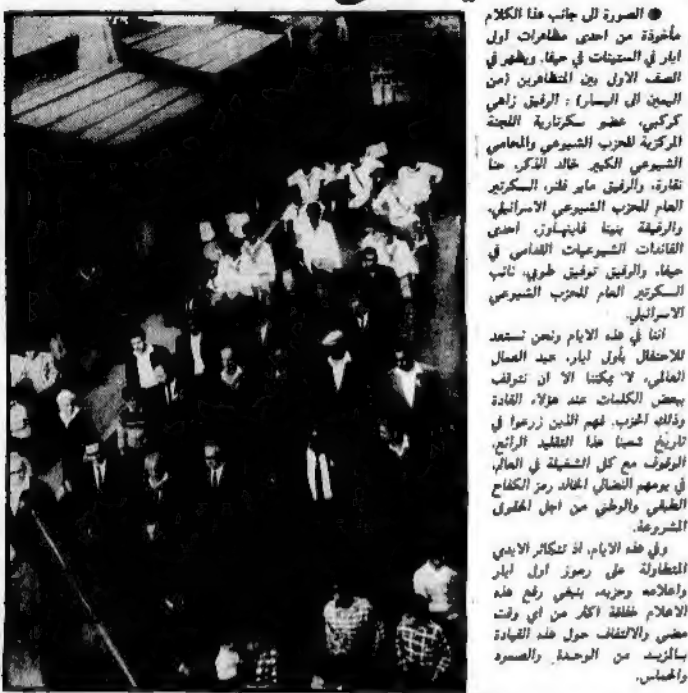 ● الصورة الى جانب هذا الكلام
مأخوذة من احدى مظاهرات اول
ايار في الستينات في حيفا. ويظهر في
الصف الاول بين المتظاهرين (من
اليمين الى اليسار) : الرفيق زاهي
كركبي، عضو سكرتارية اللجنة
المركزية للحزب الشيوعي والمحامي
الشيوعي الكبير خالد الذكر، حنا
نقارة، والرفيق ماير فلنر، السكرتير
العام للحزب الشيوعي الاسرائيلي،
والرفيقة بنينا فاينهاوز، احدى
القائدات الشيوعيات القدامى في
حيفا، والرفيق توفيق طوبي، نائب
السكرتير العام للحزب الشيوعي
الاسرائيلي.
اننا في هذه الايام ونحن نستعد
للاحتفال بأول ايار، عيد العمال
العالمي، لا يمكننا الا ان نتوقف
ببعض الكلمات عند هؤلاء القادة
وذلك الحزب. فهم الذين زرعوا في
تاريخ شعبنا هذا التقليد الرائع،
الوقوف مع كل الشغيلة في العالم،
في يومهم النضالي الخالد رمز الكفاح
الطبقي والوطني من اجل الحقوق
المشروعة.
وفي هذه الايام، اذ تتكاثر الايدي
المتطاولة على رموز اول ايار
واعلامه وحزبه، ينبغي رفع هذه
الاعلام خفاقة اكثر من اي وقت
مضى والالتفاف حول هذه القيادة
بالمزيد من الوحدة والصمود
والحماس.